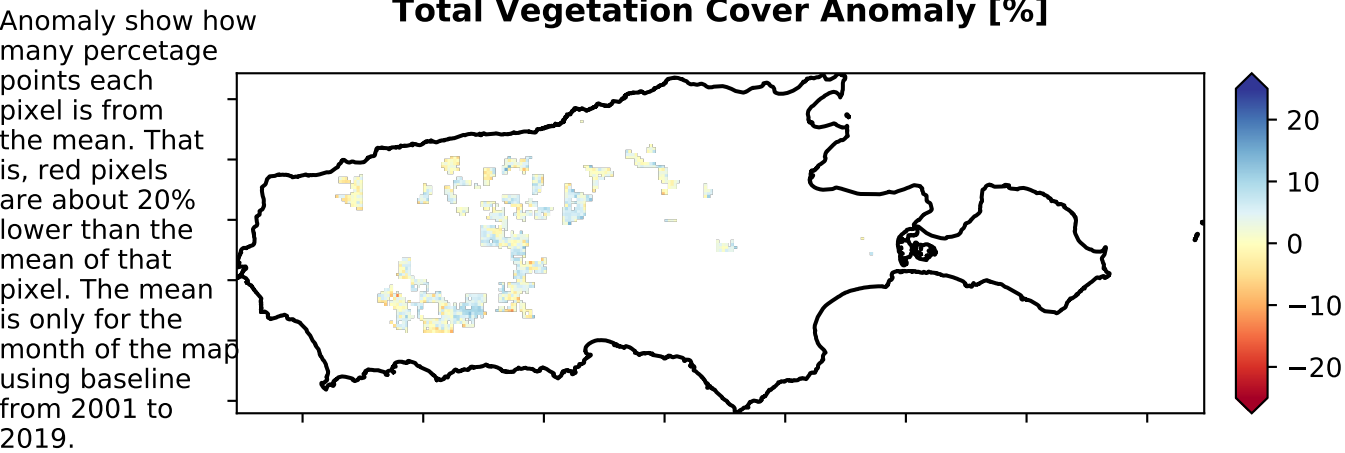 Total Vegetation Cover Anomaly [%]
Anomaly show how
many percetage
points each
pixel is from
the mean. That
is, red pixels
are about 20%
lower than the
mean of that
pixel. The mean
is only for the
month of the map
using baseline
from 2001 to
2019.
20
10
0
−10
−20